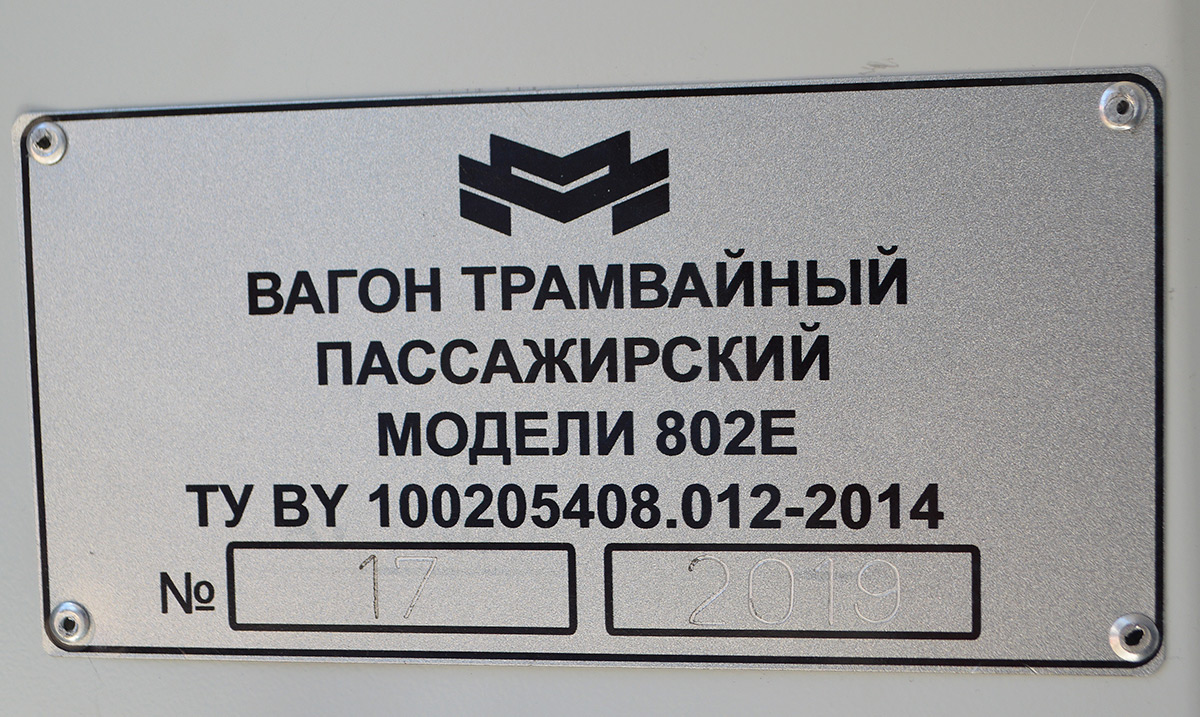 ВАГОН ТРАМВАЙНЫЙ
ПАССАЖИРСКИЙ
МОДЕЛИ 802Е
ТУ BY 100205408.012-2014
№ 17 2019